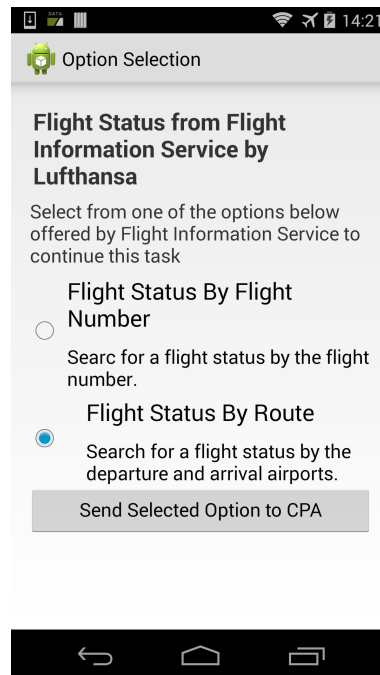 DATA
14:21
Option Selection
Flight Status from Flight
Information Service by
Lufthansa
Select from one of the options below
offered by Flight Information Service to
continue this task
Flight Status By Flight
Number
Searc for a flight status by the flight
number.
Flight Status By Route
Search for a flight status by the
departure and arrival airports.
Send Selected Option to CPA